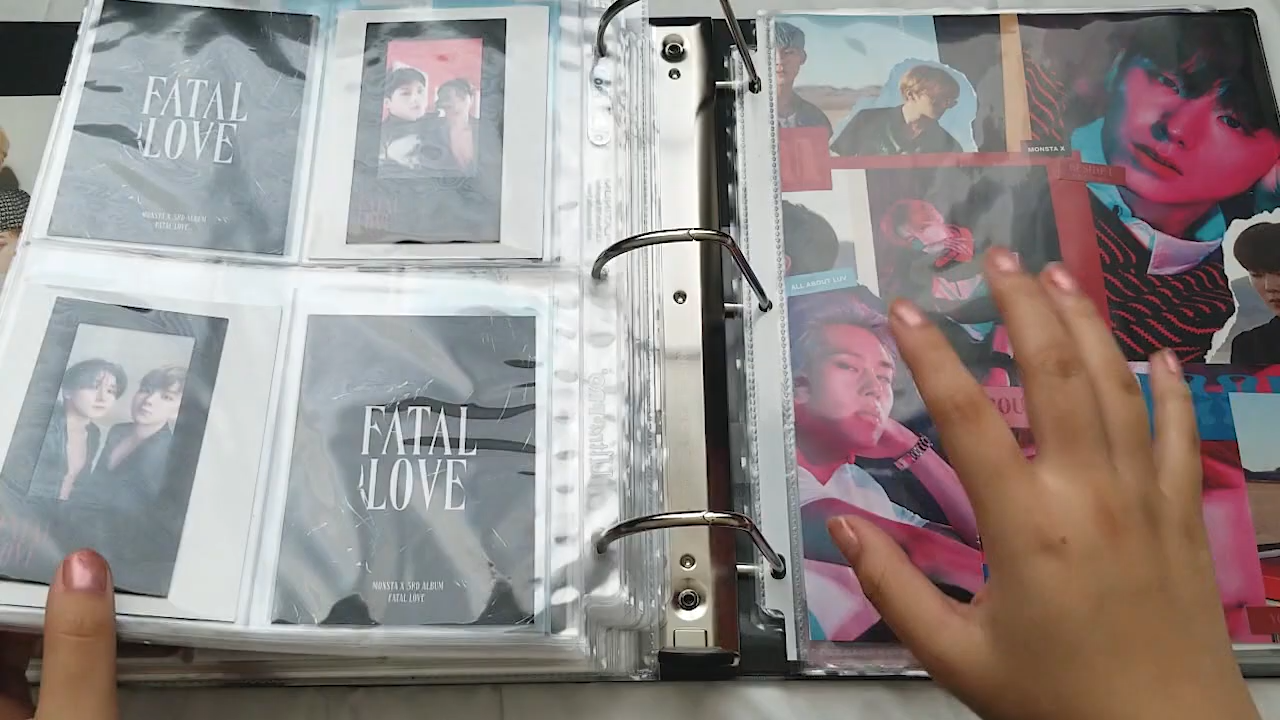 FATAL
LOVE
MONSTA X 3RD ALBUM
FATAL LOVE
FATAL
LOVE
MONSTA X 3RD ALBUM
FATAL LOVE
MONSTA X
ALL ABOUT LUV